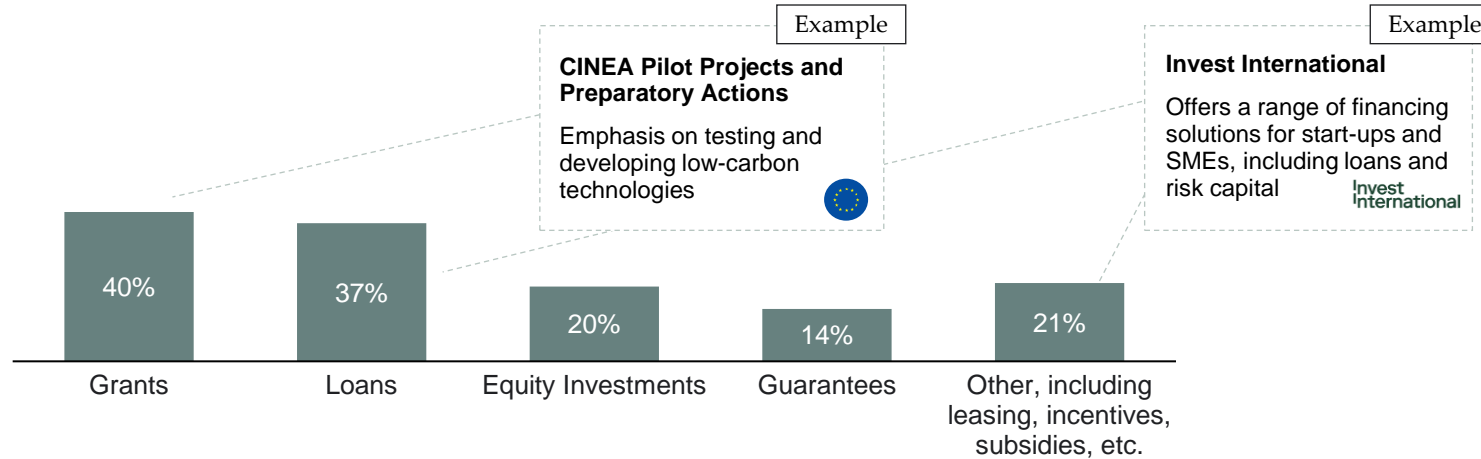 Example
CINEA Pilot Projects and
Preparatory Actions
Emphasis on testing and
developing low-carbon
technologies
Example
Invest International
Offers a range of financing
solutions for start-ups and
SMEs, including loans and
risk capital
Invest
International
40%
37%
20%
14%
21%
Grants
Loans
Equity Investments
Guarantees
Other, including
leasing, incentives,
subsidies, etc.